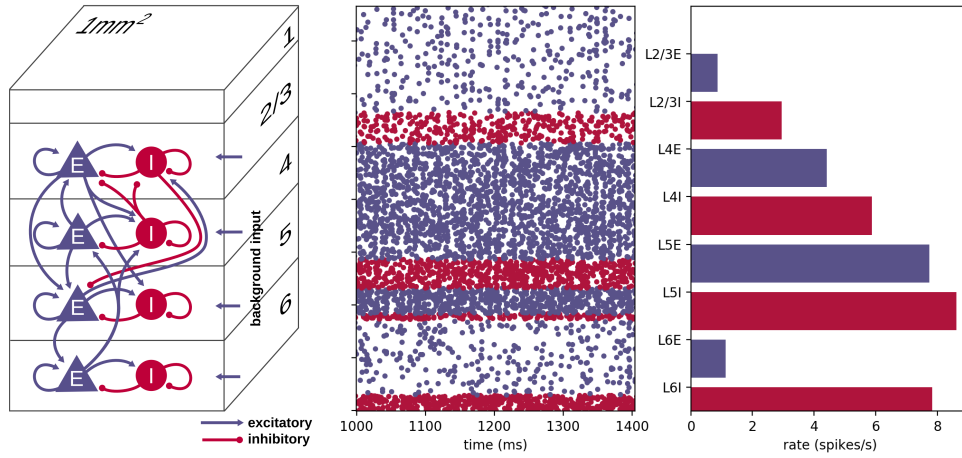 1mm²
1
2/3
4
5
6
E
I
E
I
E
I
E
I
background input
excitatory
inhibitory
1000 1100 1200 1300 1400
time (ms)
L2/3E
L2/3I
L4E
L4I
L5E
L5I
L6E
L6I
0 2 4 6 8
rate (spikes/s)